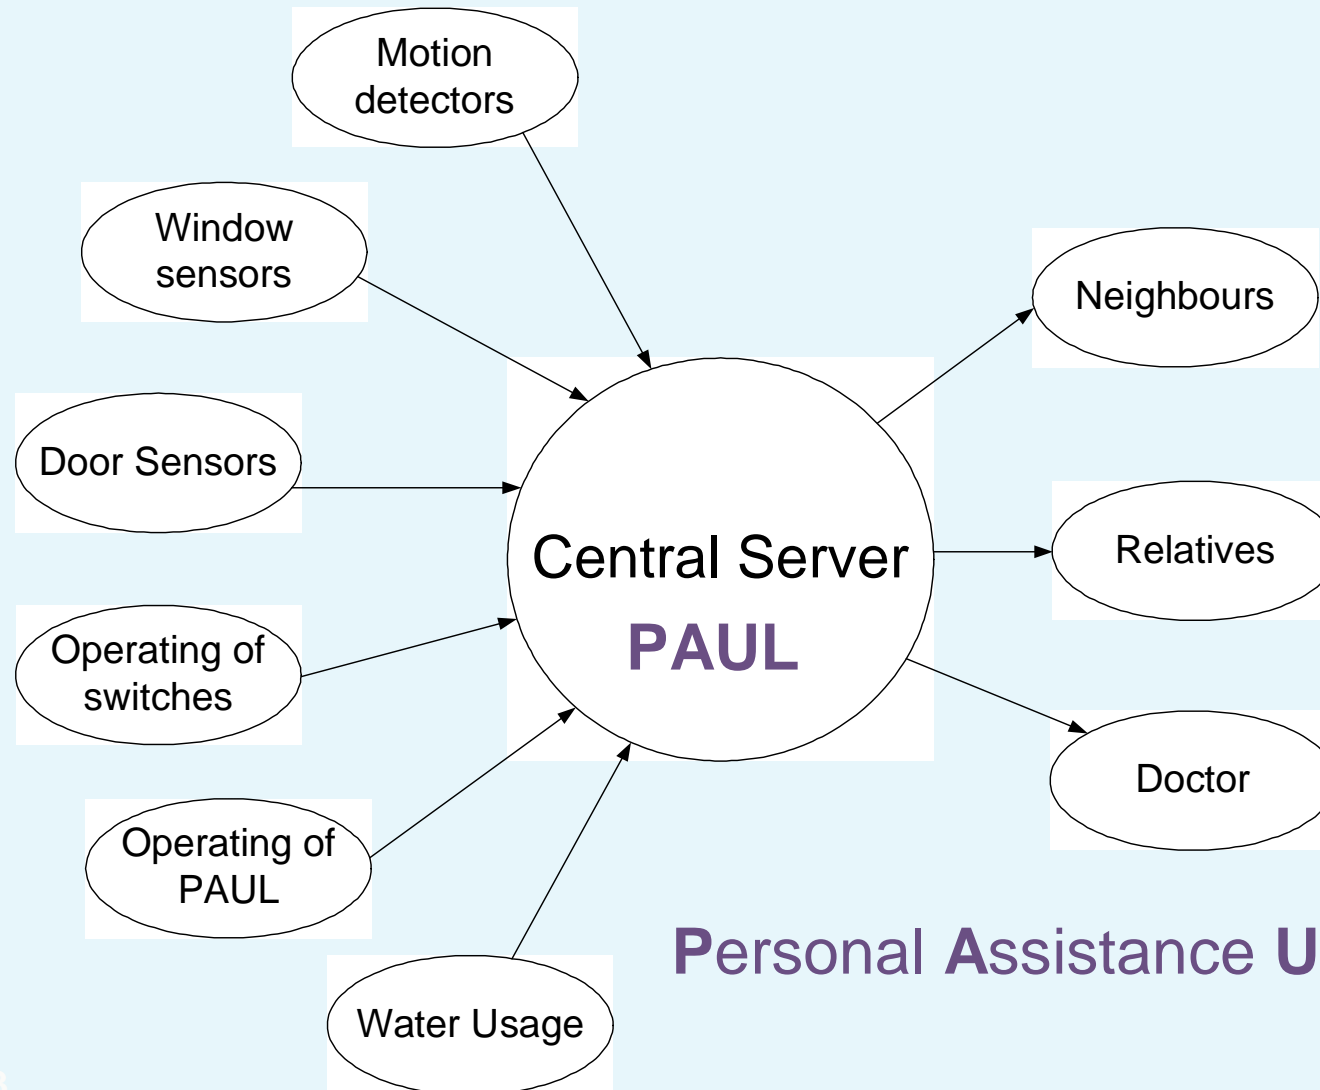 Motion
detectors
Window
sensors
Neighbours
Door Sensors
Central Server
PAUL
Relatives
Operating of
switches
Doctor
Operating of
PAUL
Personal Assistance U
Water Usage